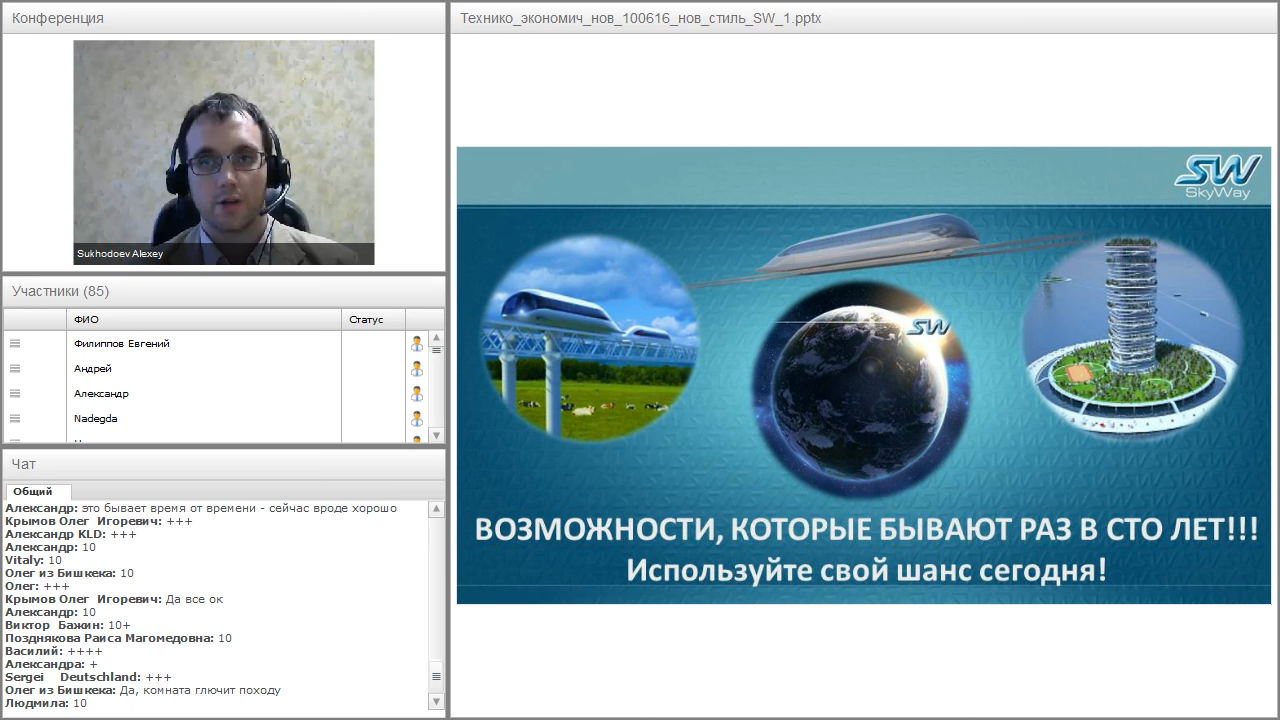 Конференция
Sukhodoev Alexey
Участники (85)
ФИО
Статус
Филиппов Евгений
Андрей
Александр
Nadegda
Чат
Общий
Александр: это бывает время от времени - сейчас вроде хорошо
Крымов Олег Игоревич: +++
Александр KLD: +++
Александр: 10
Vitaly: 10
Олег из Бишкека: 10
Олег: +++
Крымов Олег Игоревич: Да все ок
Александр: 10
Виктор Бажин: 10+
Позднякова Раиса Магомедовна: 10
Василий: ++++
Александра: +
Sergei Deutschland: +++
Олег из Бишкека: Да, комната глючит походу
Людмила: 10
Технико_экономич_нов_100616_нов_стиль_SW_1.pptx
SW
SkyWay
SW
ВОЗМОЖНОСТИ, КОТОРЫЕ БЫВАЮТ РАЗ В СТО ЛЕТ!!!
Используйте свой шанс сегодня!